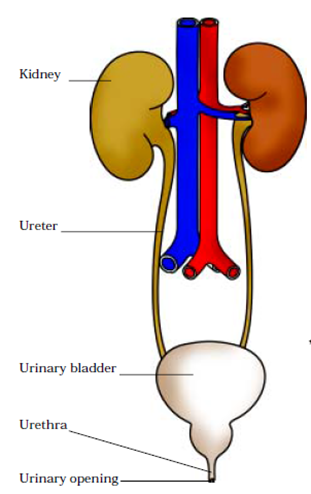 Kidney
Ureter
Urinary bladder
Urethra
Urinary opening